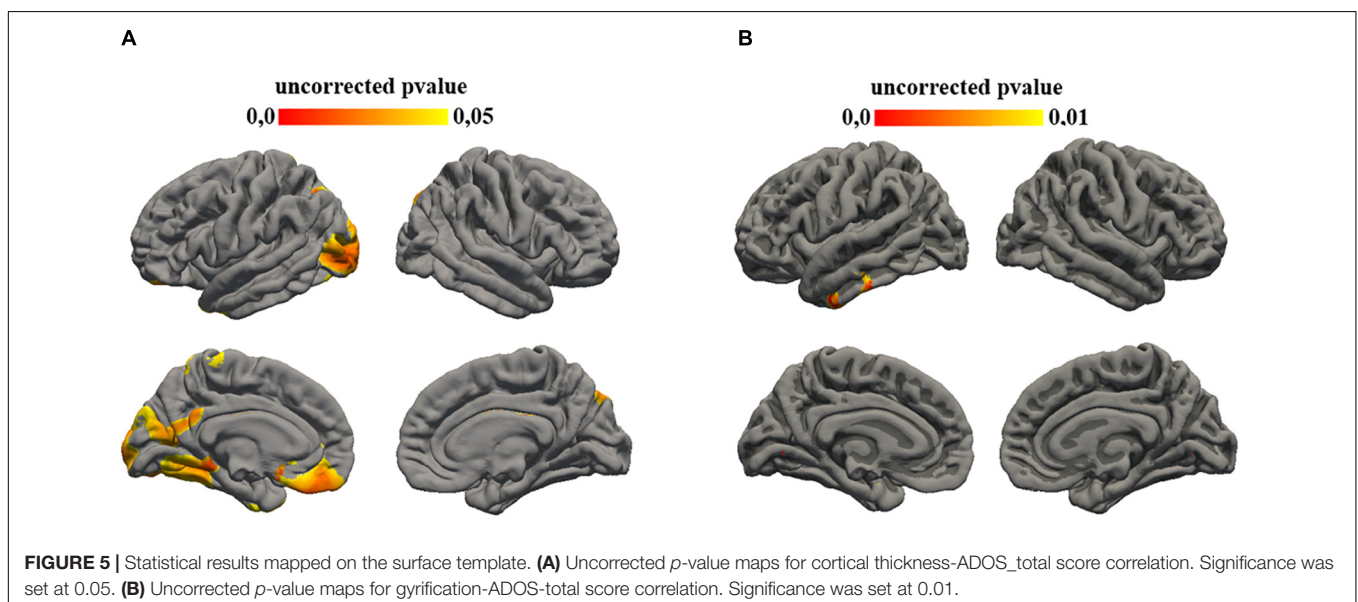 A
B
uncorrected pvalue
0,0 0,05
uncorrected pvalue
0,0 0,01
FIGURE 5 | Statistical results mapped on the surface template. (A) Uncorrected p-value maps for cortical thickness-ADOS_total score correlation. Significance was
set at 0.05. (B) Uncorrected p-value maps for gyrification-ADOS-total score correlation. Significance was set at 0.01.